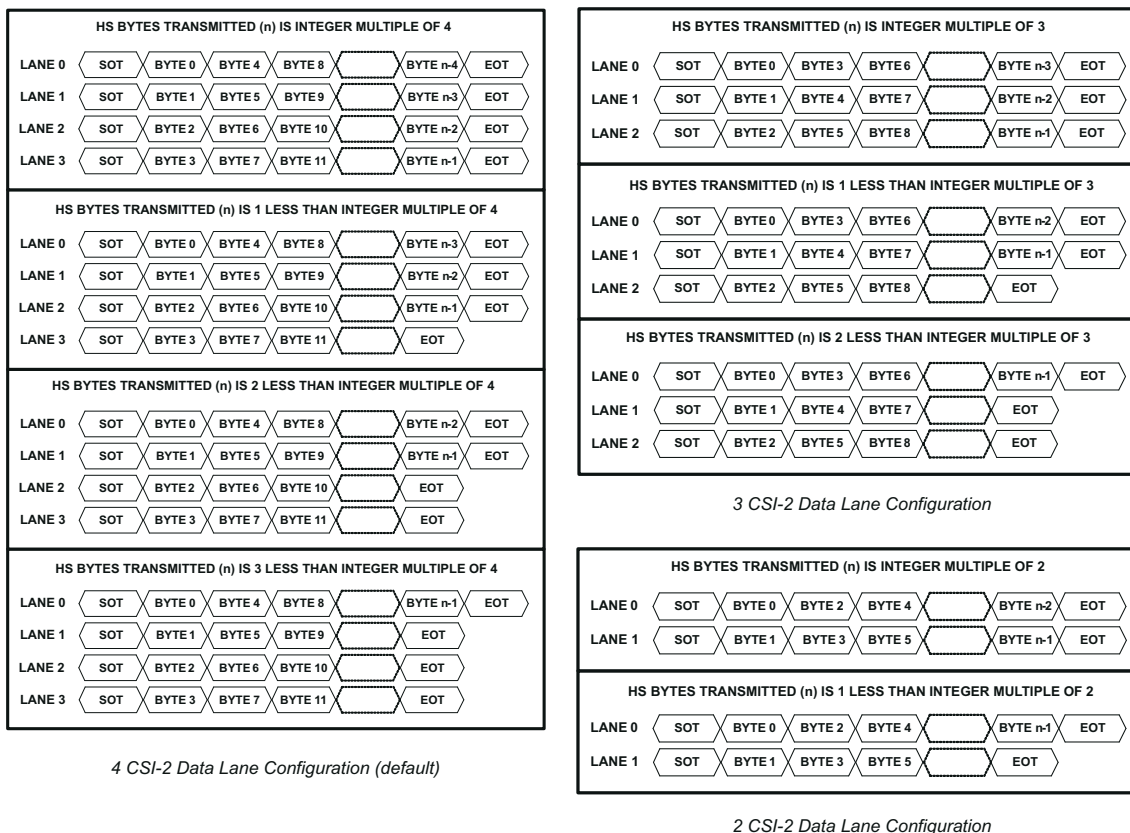 HS BYTES TRANSMITTED (n) IS INTEGER MULTIPLE OF 4
LANE 0 SOT BYTE 0 BYTE 4 BYTE 8 BYTE n-4 EOT
LANE 1 SOT BYTE 1 BYTE 5 BYTE 9 BYTE n-3 EOT
LANE 2 SOT BYTE 2 BYTE 6 BYTE 10 BYTE n-2 EOT
LANE 3 SOT BYTE 3 BYTE 7 BYTE 11 BYTE n-1 EOT
HS BYTES TRANSMITTED (n) IS 1 LESS THAN INTEGER MULTIPLE OF 4
LANE 0 SOT BYTE 0 BYTE 4 BYTE 8 BYTE n-3 EOT
LANE 1 SOT BYTE 1 BYTE 5 BYTE 9 BYTE n-2 EOT
LANE 2 SOT BYTE 2 BYTE 6 BYTE 10 BYTE n-1 EOT
LANE 3 SOT BYTE 3 BYTE 7 BYTE 11 EOT
HS BYTES TRANSMITTED (n) IS 2 LESS THAN INTEGER MULTIPLE OF 4
LANE 0 SOT BYTE 0 BYTE 4 BYTE 8 BYTE n-2 EOT
LANE 1 SOT BYTE 1 BYTE 5 BYTE 9 BYTE n-1 EOT
LANE 2 SOT BYTE 2 BYTE 6 BYTE 10 EOT
LANE 3 SOT BYTE 3 BYTE 7 BYTE 11 EOT
HS BYTES TRANSMITTED (n) IS 3 LESS THAN INTEGER MULTIPLE OF 4
LANE 0 SOT BYTE 0 BYTE 4 BYTE 8 BYTE n-1 EOT
LANE 1 SOT BYTE 1 BYTE 5 BYTE 9 EOT
LANE 2 SOT BYTE 2 BYTE 6 BYTE 10 EOT
LANE 3 SOT BYTE 3 BYTE 7 BYTE 11 EOT
4 CSI-2 Data Lane Configuration (default)
HS BYTES TRANSMITTED (n) IS INTEGER MULTIPLE OF 3
LANE 0 SOT BYTE 0 BYTE 3 BYTE 6 BYTE n-3 EOT
LANE 1 SOT BYTE 1 BYTE 4 BYTE 7 BYTE n-2 EOT
LANE 2 SOT BYTE 2 BYTE 5 BYTE 8 BYTE n-1 EOT
HS BYTES TRANSMITTED (n) IS 1 LESS THAN INTEGER MULTIPLE OF 3
LANE 0 SOT BYTE 0 BYTE 3 BYTE 6 BYTE n-2 EOT
LANE 1 SOT BYTE 1 BYTE 4 BYTE 7 BYTE n-1 EOT
LANE 2 SOT BYTE 2 BYTE 5 BYTE 8 EOT
HS BYTES TRANSMITTED (n) IS 2 LESS THAN INTEGER MULTIPLE OF 3
LANE 0 SOT BYTE 0 BYTE 3 BYTE 6 BYTE n-1 EOT
LANE 1 SOT BYTE 1 BYTE 4 BYTE 7 EOT
LANE 2 SOT BYTE 2 BYTE 5 BYTE 8 EOT
3 CSI-2 Data Lane Configuration
HS BYTES TRANSMITTED (n) IS INTEGER MULTIPLE OF 2
LANE 0 SOT BYTE 0 BYTE 2 BYTE 4 BYTE n-2 EOT
LANE 1 SOT BYTE 1 BYTE 3 BYTE 5 BYTE n-1 EOT
HS BYTES TRANSMITTED (n) IS 1 LESS THAN INTEGER MULTIPLE OF 2
LANE 0 SOT BYTE 0 BYTE 2 BYTE 4 BYTE n-1 EOT
LANE 1 SOT BYTE 1 BYTE 3 BYTE 5 EOT
2 CSI-2 Data Lane Configuration